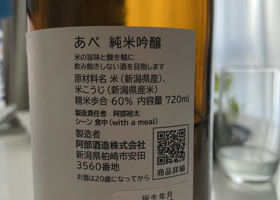 あべ 純米吟醸
米の旨味と酸を軸に
飲み飽きしない酒を目指します
原材料名 米（新潟県産）、
米こうじ（新潟県産米）
精米歩合 60% 内容量 720ml
製造責任者 阿部裕太
シーン 食中（with a meal）
製造者
阿部酒造株式会社
新潟県柏崎市安田
3560番地
お酒は20歳になってから
商品詳細
製造年月